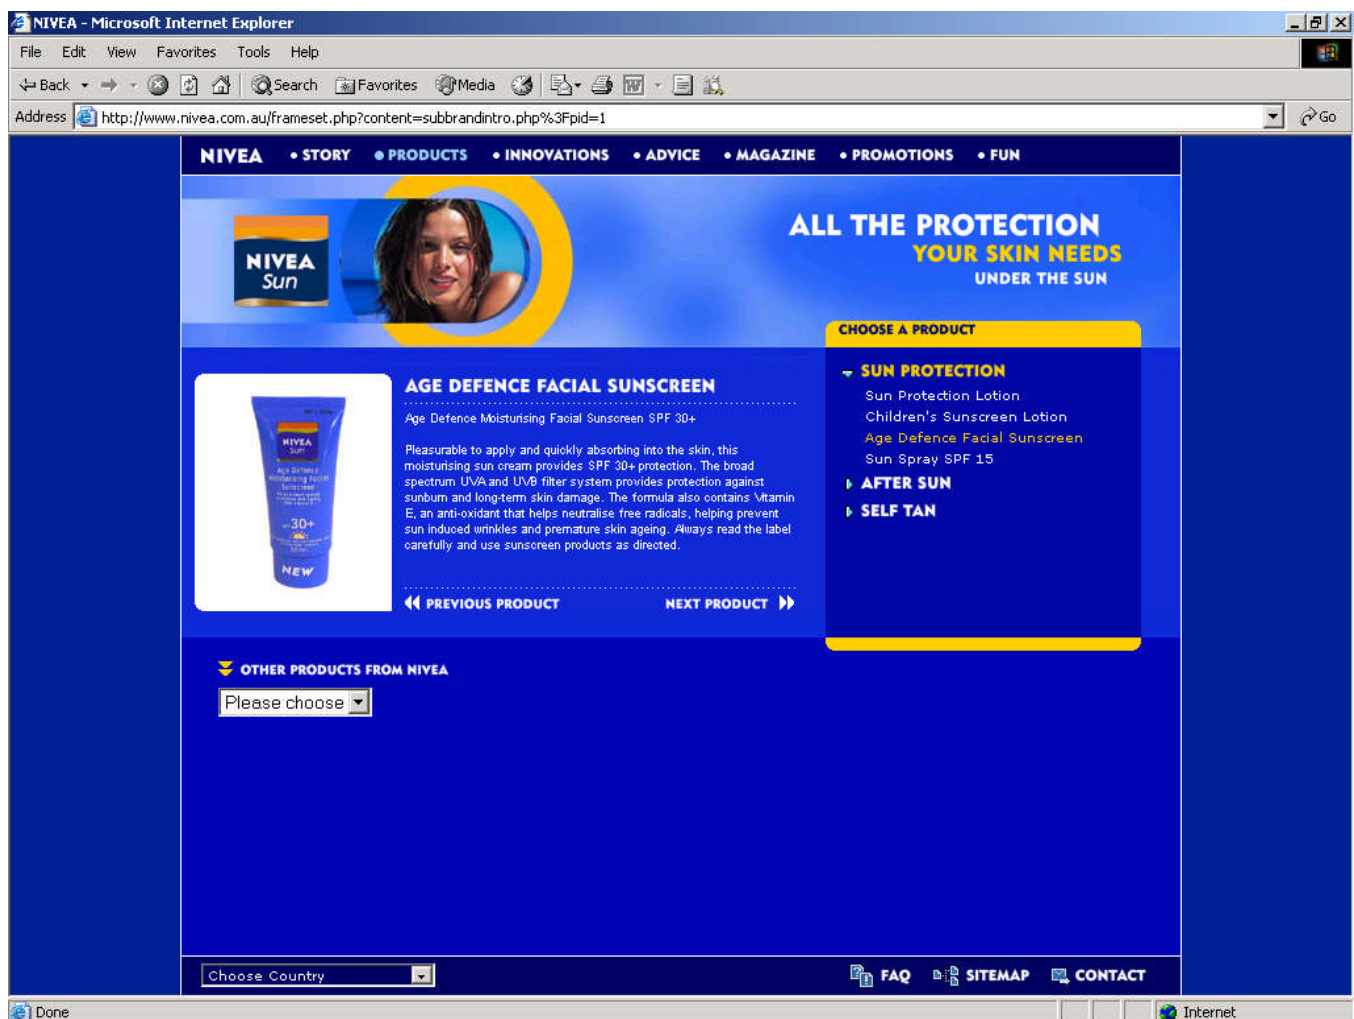 NIVEA - Microsoft Internet Explorer
File Edit View Favorites Tools Help
Back Search Favorites Media
Address http://www.nivea.com.au/frameset.php?content=subbrandintro.php%3Fpid=1 Go
NIVEA • STORY • PRODUCTS • INNOVATIONS • ADVICE • MAGAZINE • PROMOTIONS • FUN
NIVEA
Sun
ALL THE PROTECTION
YOUR SKIN NEEDS
UNDER THE SUN
CHOOSE A PRODUCT
SUN PROTECTION
Sun Protection Lotion
Children's Sunscreen Lotion
Age Defence Facial Sunscreen
Sun Spray SPF 15
AFTER SUN
SELF TAN
NIVEA
Sun
Age Defence
Moisturising Facial
Sunscreen
30+
NEW
AGE DEFENCE FACIAL SUNSCREEN
Age Defence Moisturising Facial Sunscreen SPF 30+
Pleasurable to apply and quickly absorbing into the skin, this
moisturising sun cream provides SPF 30+ protection. The broad
spectrum UVA and UVB filter system provides protection against
sunburn and long-term skin damage. The formula also contains Vitamin
E, an anti-oxidant that helps neutralise free radicals, helping prevent
sun induced wrinkles and premature skin ageing. Always read the label
carefully and use sunscreen products as directed.
PREVIOUS PRODUCT NEXT PRODUCT
OTHER PRODUCTS FROM NIVEA
Please choose
Choose Country
FAQ SITEMAP CONTACT
Done Internet